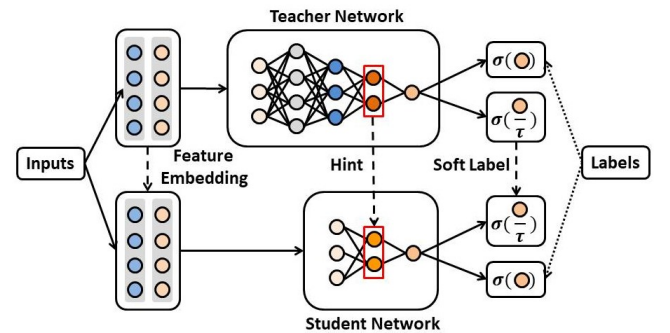 Teacher Network
σ( )
σ( )
τ
Inputs
Feature
Embedding
Hint
Soft Label
Labels
σ( )
τ
σ( )
Student Network